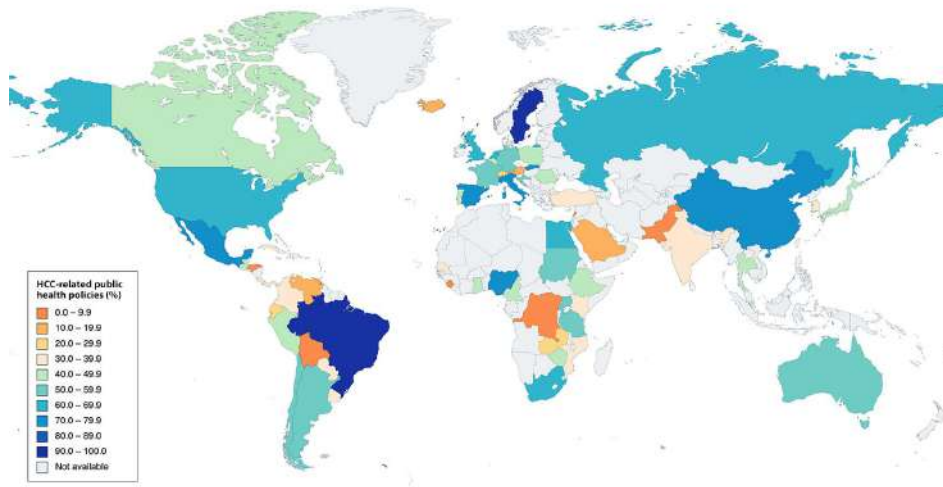 HCC-related public
health policies (%)
0.0 – 9.9
10.0 – 19.9
20.0 – 29.9
30.0 – 39.9
40.0 – 49.9
50.0 – 59.9
60.0 – 69.9
70.0 – 79.9
80.0 – 89.0
90.0 – 100.0
Not available